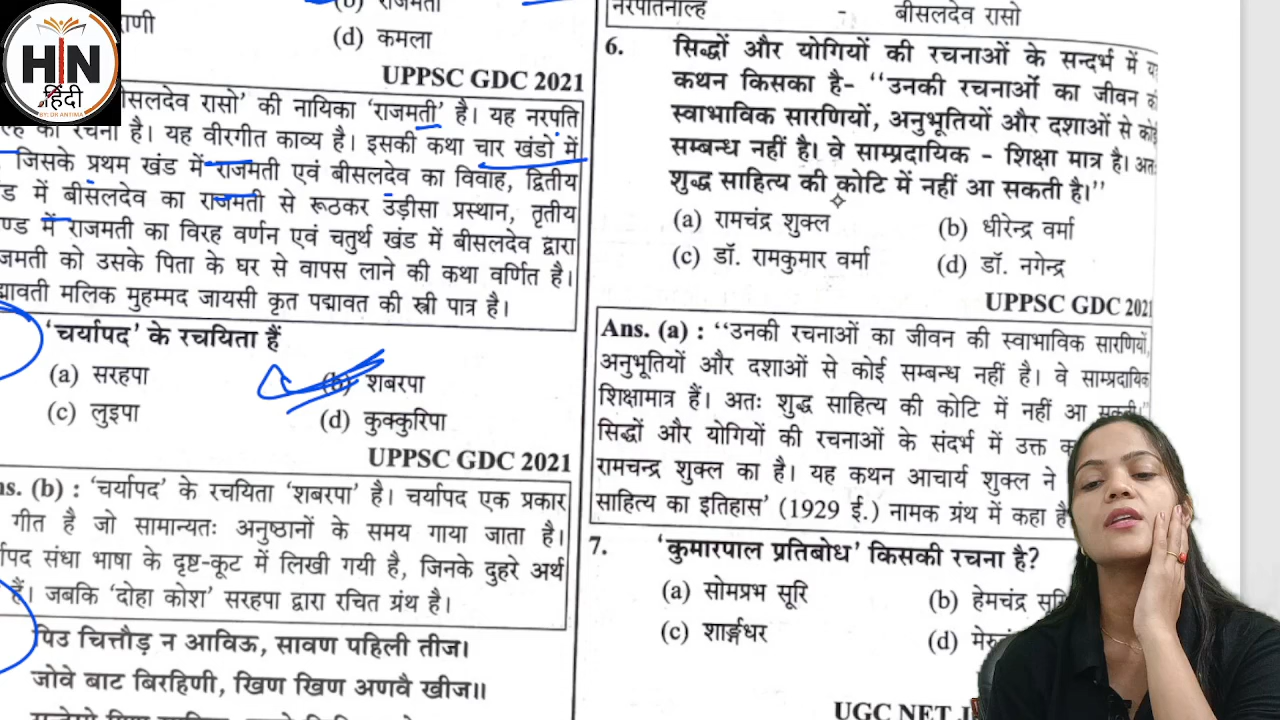 HIN
हिंदी
BY: DR ANTIMA
(b) राजमती
(d) कमला
UPPSC GDC 2021
की नायिका 'राजमती' है। यह नरपति
रचना है। यह वीरगीत काव्य है। इसकी कथा चार खंडो में
जिसके प्रथम खंड में राजमती एवं बीसलदेव का विवाह, द्वितीय
में बीसलदेव का राजमती से रूठकर उड़ीसा प्रस्थान, तृतीय
में राजमती का विरह वर्णन एवं चतुर्थ खंड में बीसलदेव द्वारा
को उसके पिता के घर से वापस लाने की कथा वर्णित है।
मलिक मुहम्मद जायसी कृत पद्मावत की स्त्री पात्र है।
'चर्यापद' के रचयिता हैं
(a) सरहपा
(b) शबरपा
(c) लुइपा
(d) कुक्कुरिपा
UPPSC GDC 2021
(b) : 'चर्यापद' के रचयिता 'शबरपा' है। चर्यापद एक प्रकार
गीत है जो सामान्यतः अनुष्ठानों के समय गाया जाता है।
संधा भाषा के दृष्ट-कूट में लिखी गयी है, जिनके दुहरे अर्थ
हैं। जबकि 'दोहा कोश' सरहपा द्वारा रचित ग्रंथ है।
पिउ चित्तौड़ न आविऊ, सावण पहिली तीज।
जोवे बाट बिरहिणी, खिण खिण अणवै खीज॥
नरपतिनाल्ह - बीसलदेव रासो
6. सिद्धों और योगियों की रचनाओं के सन्दर्भ में
कथन किसका है- ‘‘उनकी रचनाओं का जीवन
स्वाभाविक सारणियों, अनुभूतियों और दशाओं से
सम्बन्ध नहीं है। वे साम्प्रदायिक - शिक्षा मात्र है। अतः
शुद्ध साहित्य की कोटि में नहीं आ सकती है।’’
(a) रामचंद्र शुक्ल
(b) धीरेन्द्र वर्मा
(c) डॉ. रामकुमार वर्मा
(d) डॉ. नगेन्द्र
UPPSC GDC 2021
Ans. (a) : ‘‘उनकी रचनाओं का जीवन की स्वाभाविक सारणियों,
अनुभूतियों और दशाओं से कोई सम्बन्ध नहीं है। वे साम्प्रदायिक
शिक्षामात्र हैं। अतः शुद्ध साहित्य की कोटि में नहीं आ
सिद्धों और योगियों की रचनाओं के संदर्भ में उक्त
रामचन्द्र शुक्ल का है। यह कथन आचार्य शुक्ल ने
साहित्य का इतिहास’ (1929 ई.) नामक ग्रंथ में कहा है
7. 'कुमारपाल प्रतिबोध' किसकी रचना है?
(a) सोमप्रभ सूरि
(b) हेमचंद्र
(c) शार्ङ्गधर
(d)
UGC NET